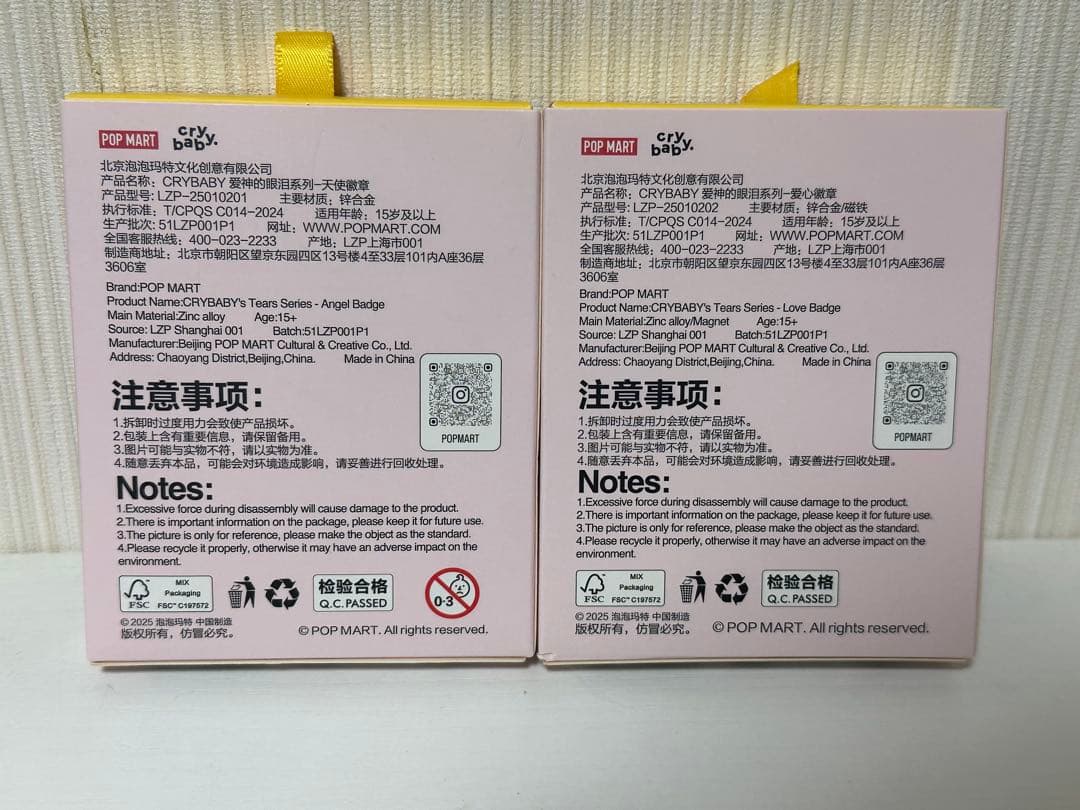 POP MART cry baby.
北京泡泡玛特文化创意有限公司
产品名称：CRYBABY 爱神的眼泪系列-天使徽章
产品型号: LZP-25010201 主要材质：锌合金
执行标准：T/CPQS C014-2024 适用年龄：15岁及以上
生产批次: 51LZP001P1 网址：WWW.POPMART.COM
全国客服热线：400-023-2233 产地：LZP上海市001
制造商地址：北京市朝阳区望京东园四区13号楼4至33层101内A座36层
3606室
Brand:POP MART
Product Name:CRYBABY's Tears Series - Angel Badge
Main Material:Zinc alloy Age:15+
Source: LZP Shanghai 001 Batch:51LZP001P1
Manufacturer:Beijing POP MART Cultural & Creative Co., Ltd.
Address: Chaoyang District,Beijing,China. Made in China
POPMART
注意事项：
1.拆卸时过度用力会致使产品损坏。
2.包装上含有重要信息，请保留备用。
3.图片可能与实物不符，请以实物为准。
4.随意丢弃本品，可能会对环境造成影响，请妥善进行回收处理。
Notes:
1.Excessive force during disassembly will cause damage to the product.
2.There is important information on the package, please keep it for future use.
3.The picture is only for reference, please make the object as the standard.
4.Please recycle it properly, otherwise it may have an adverse impact on the
environment.
FSC MIX Packaging FSC™ C197572
检验合格
Q.C. PASSED
0-3
© 2025 泡泡玛特 中国制造
版权所有，仿冒必究。 © POP MART. All rights reserved.
POP MART cry baby.
北京泡泡玛特文化创意有限公司
产品名称：CRYBABY 爱神的眼泪系列-爱心徽章
产品型号: LZP-25010202 主要材质：锌合金/磁铁
执行标准：T/CPQS C014-2024 适用年龄：15岁及以上
生产批次: 51LZP001P1 网址：WWW.POPMART.COM
全国客服热线：400-023-2233 产地：LZP上海市001
制造商地址：北京市朝阳区望京东园四区13号楼4至33层101内A座36层
3606室
Brand:POP MART
Product Name:CRYBABY's Tears Series - Love Badge
Main Material:Zinc alloy/Magnet Age:15+
Source: LZP Shanghai 001 Batch:51LZP001P1
Manufacturer:Beijing POP MART Cultural & Creative Co., Ltd.
Address: Chaoyang District,Beijing,China. Made in China
POPMART
注意事项：
1.拆卸时过度用力会致使产品损坏。
2.包装上含有重要信息，请保留备用。
3.图片可能与实物不符，请以实物为准。
4.随意丢弃本品，可能会对环境造成影响，请妥善进行回收处理。
Notes:
1.Excessive force during disassembly will cause damage to the product.
2.There is important information on the package, please keep it for future use.
3.The picture is only for reference, please make the object as the standard.
4.Please recycle it properly, otherwise it may have an adverse impact on the
environment.
FSC MIX Packaging FSC™ C197572
检验合格
Q.C. PASSED
© 2025 泡泡玛特 中国制造
版权所有，仿冒必究。 © POP MART. All rights reserved.